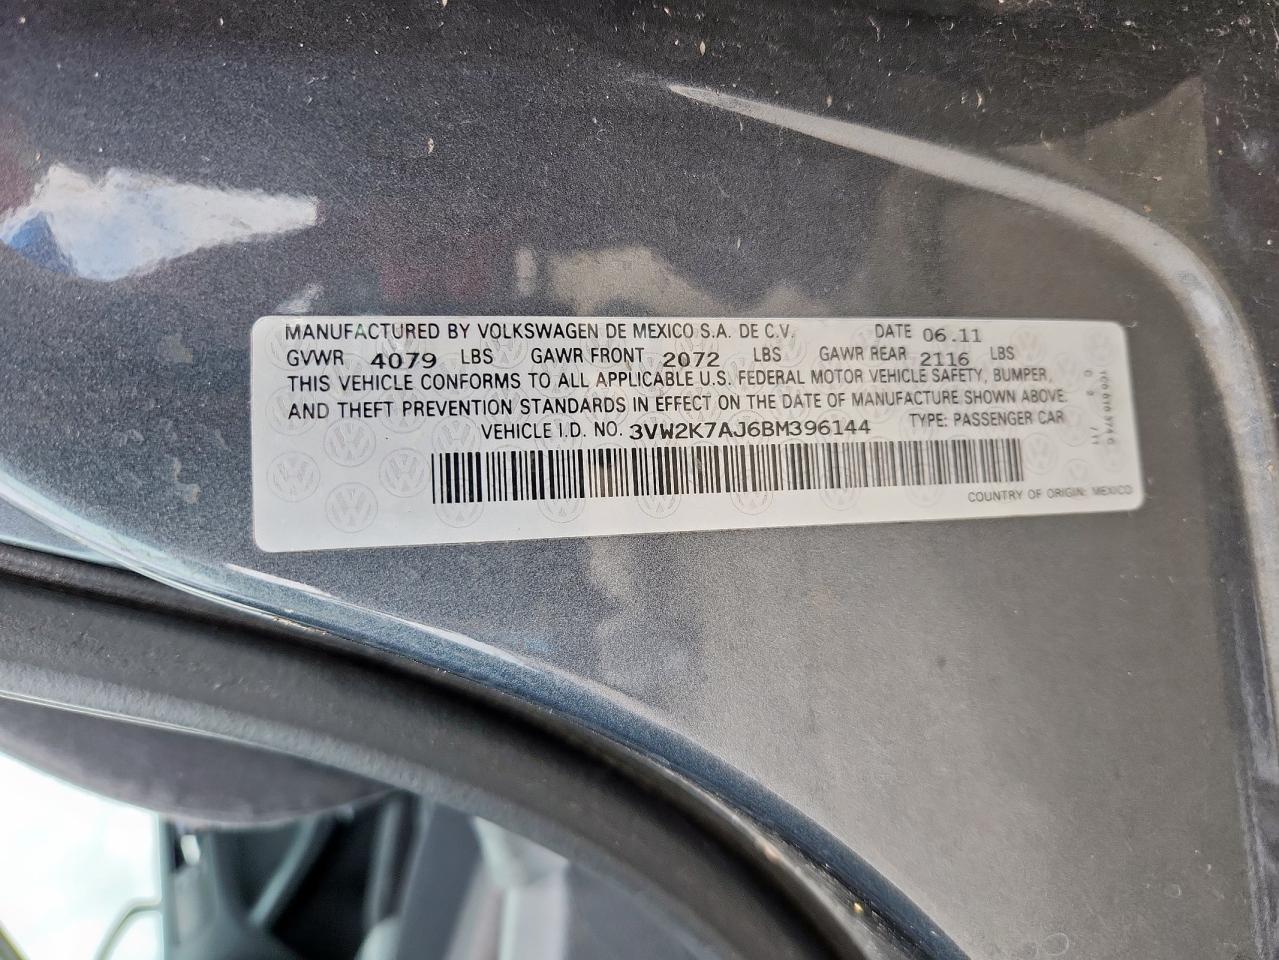 MANUFACTURED BY VOLKSWAGEN DE MEXICO S.A. DE C.V. DATE 06.11
GVWR 4079 LBS GAWR FRONT 2072 LBS GAWR REAR 2116 LBS
THIS VEHICLE CONFORMS TO ALL APPLICABLE U.S. FEDERAL MOTOR VEHICLE SAFETY, BUMPER,
AND THEFT PREVENTION STANDARDS IN EFFECT ON THE DATE OF MANUFACTURE SHOWN ABOVE.
VEHICLE I.D. NO. 3VW2K7AJ6BM396144 TYPE: PASSENGER CAR
COUNTRY OF ORIGIN: MEXICO